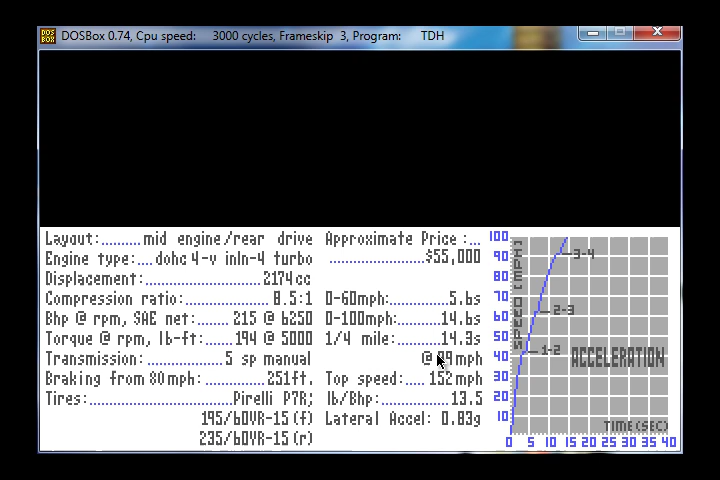 DOS BOX DOSBox 0.74, Cpu speed: 3000 cycles, Frameskip 3, Program: TDH
Layout:.........mid engine/rear drive
Engine type:...dohc 4-v inln-4 turbo
Displacement:......................2174cc
Compression ratio:...............8.5:1
Bhp @ rpm, SAE net:......215 @ 6250
Torque @ rpm, lb-ft:.....194 @ 5000
Transmission:...........5 sp manual
Braking from 80mph:...........251ft.
Tires:.........................Pirelli P7R;
195/60VR-15(f)
235/60VR-15(r)
Approximate Price:...
....................$55,000
0-60mph:..........5.6s
0-100mph:........14.6s
1/4 mile:.........14.3s
@ 99mph
Top speed:....152mph
lb/Bhp:............13.5
Lateral Accel: 0.83g
SPEED(MPH)
100
90
80
70
60
50
40
30
20
10
3-4
2-3
1-2
ACCELERATION
TIME(SEC)
0 5 10 15 20 25 30 35 40